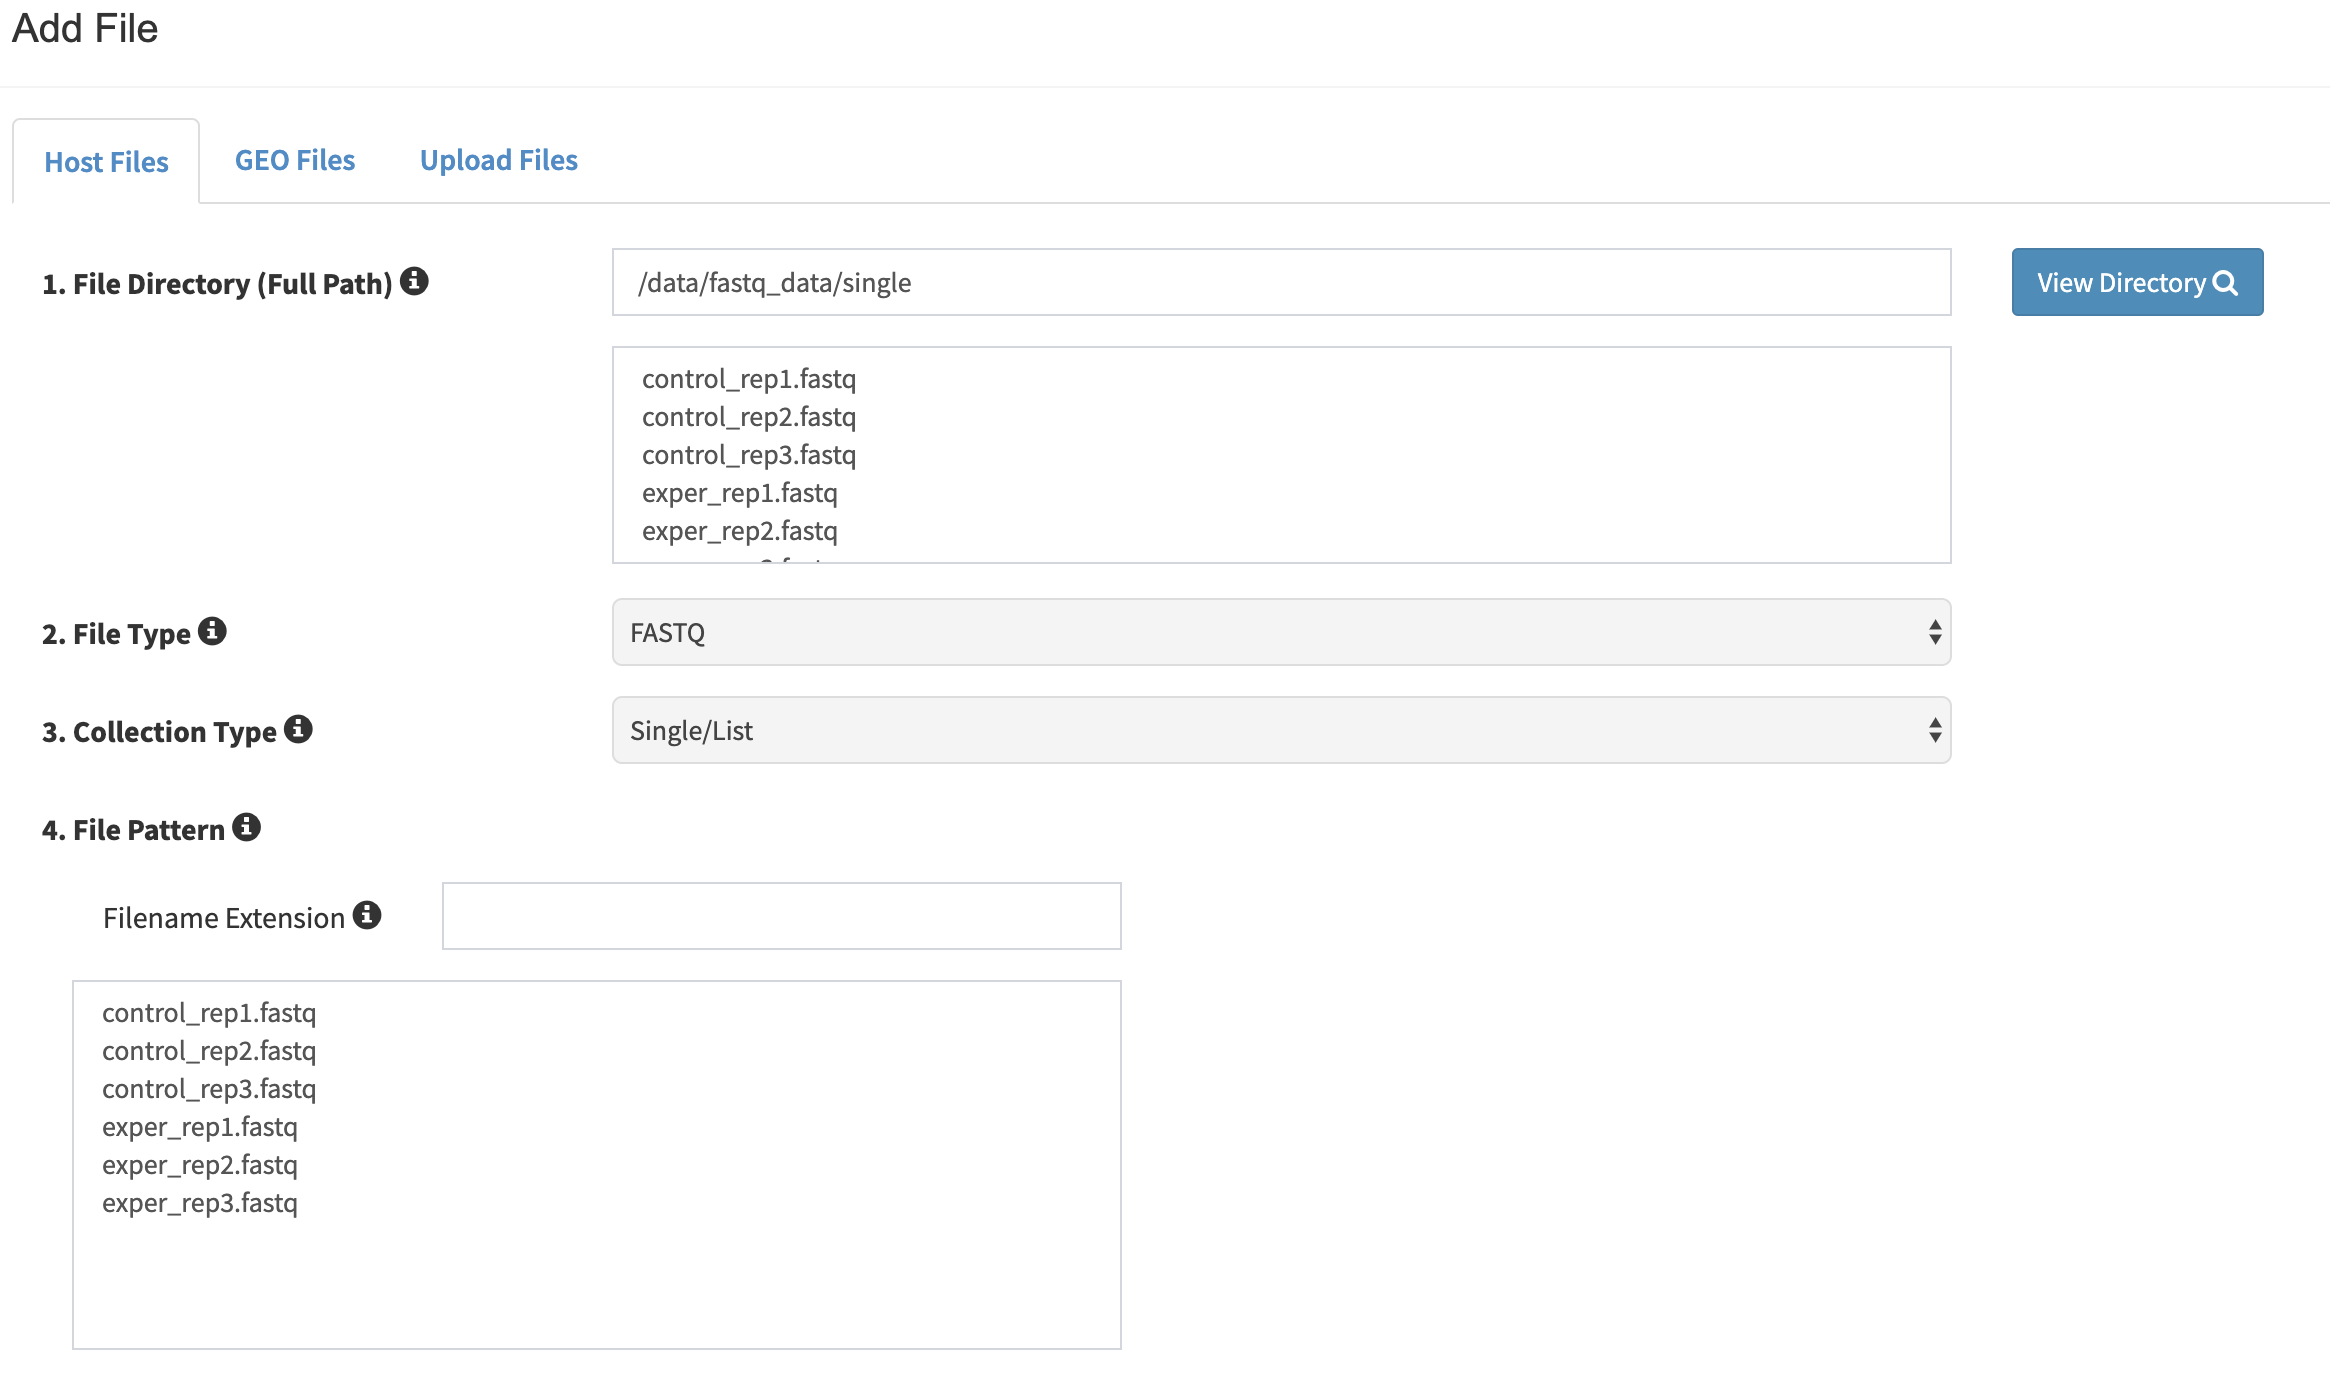 Add File
Host Files GEO Files Upload Files
1. File Directory (Full Path) /data/fastq_data/single View Directory
control_rep1.fastq
control_rep2.fastq
control_rep3.fastq
exper_rep1.fastq
exper_rep2.fastq
2. File Type FASTQ
3. Collection Type Single/List
4. File Pattern
Filename Extension
control_rep1.fastq
control_rep2.fastq
control_rep3.fastq
exper_rep1.fastq
exper_rep2.fastq
exper_rep3.fastq